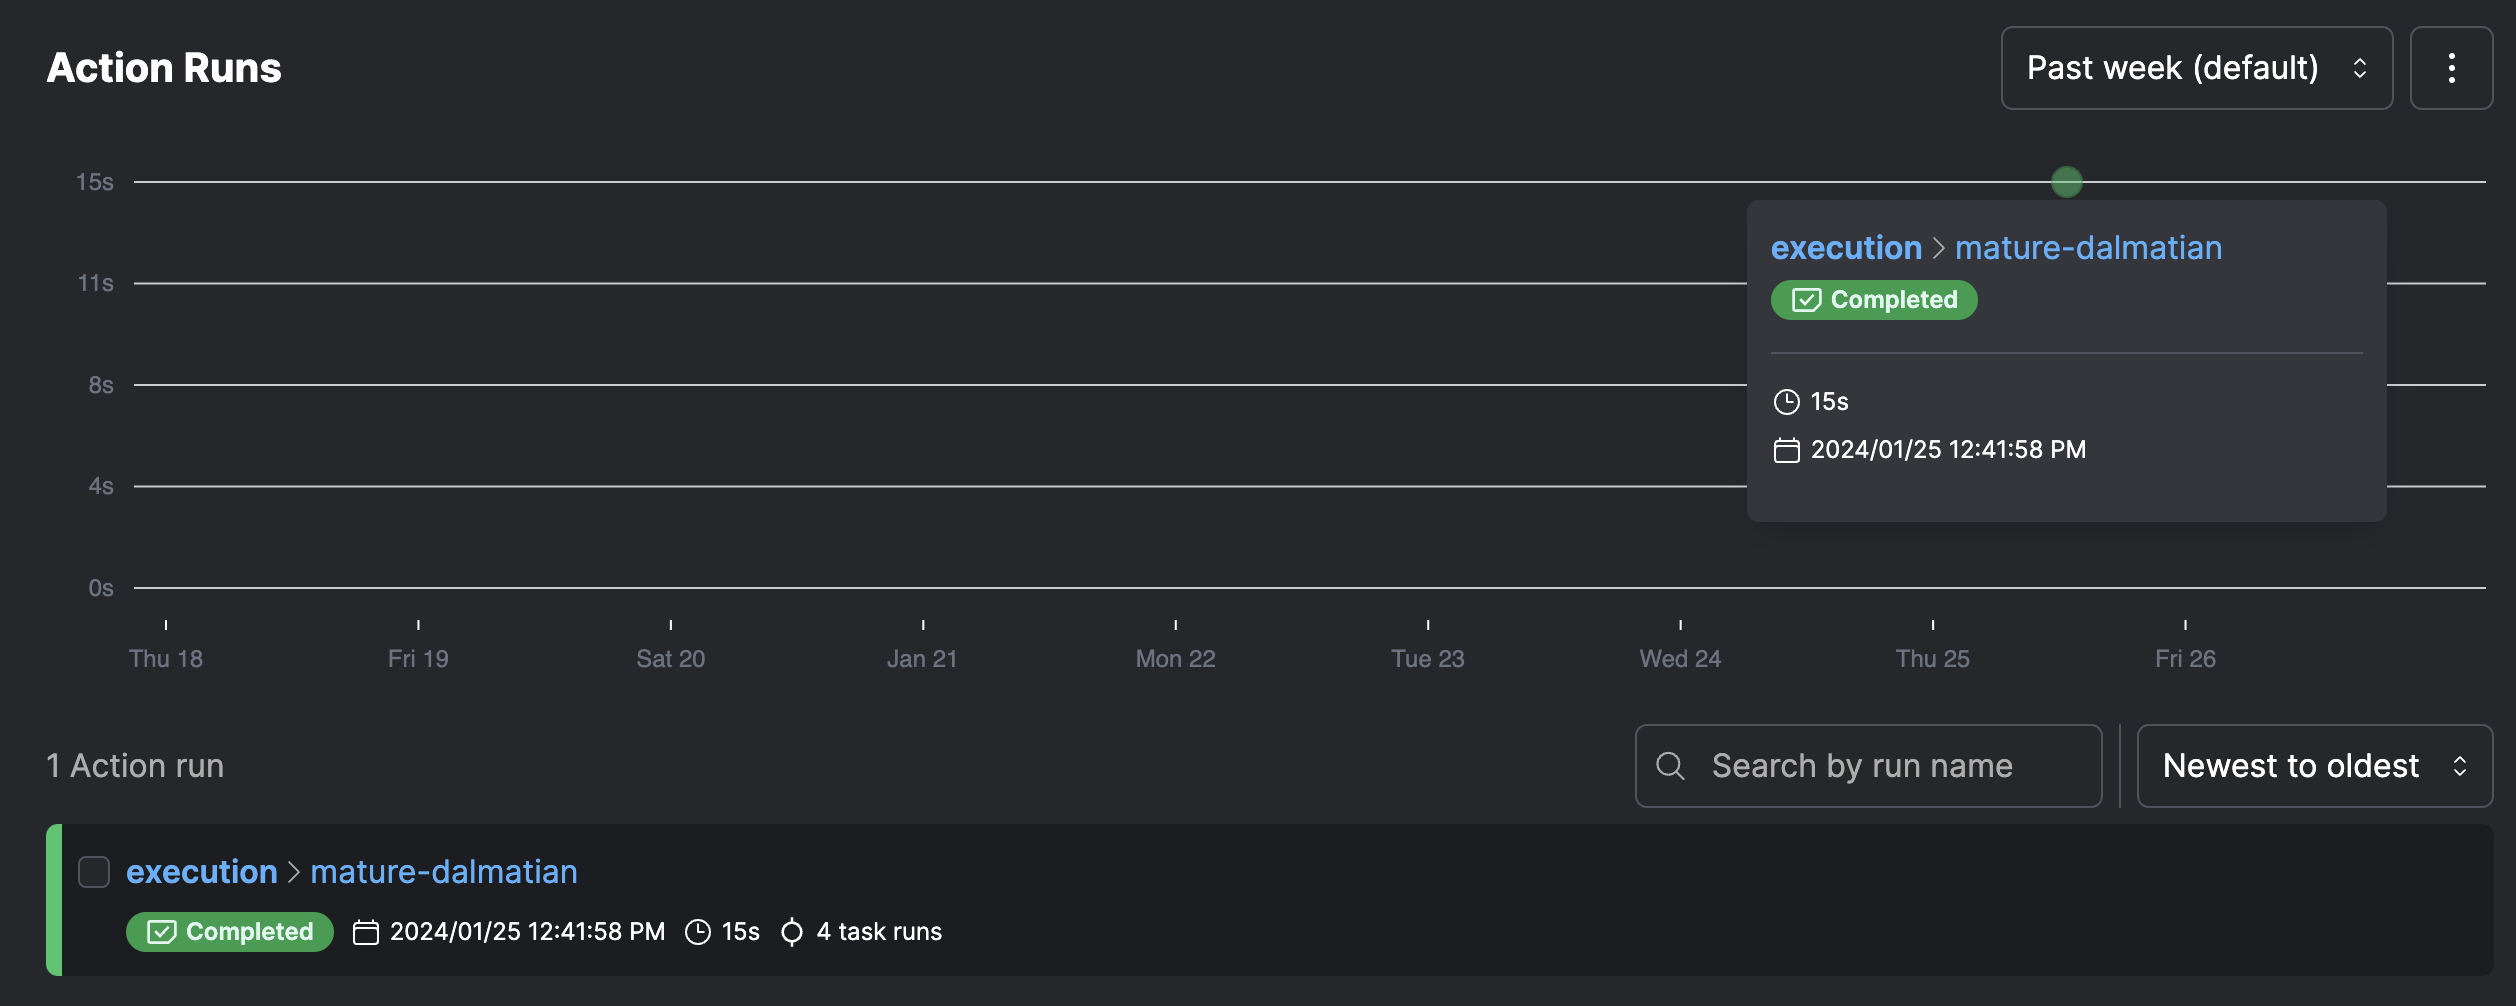 Action Runs
Past week (default)
15s
11s
8s
4s
0s
execution > mature-dalmatian
Completed
15s
2024/01/25 12:41:58 PM
Thu 18 Fri 19 Sat 20 Jan 21 Mon 22 Tue 23 Wed 24 Thu 25 Fri 26
1 Action run
Search by run name
Newest to oldest
execution > mature-dalmatian
Completed 2024/01/25 12:41:58 PM 15s 4 task runs